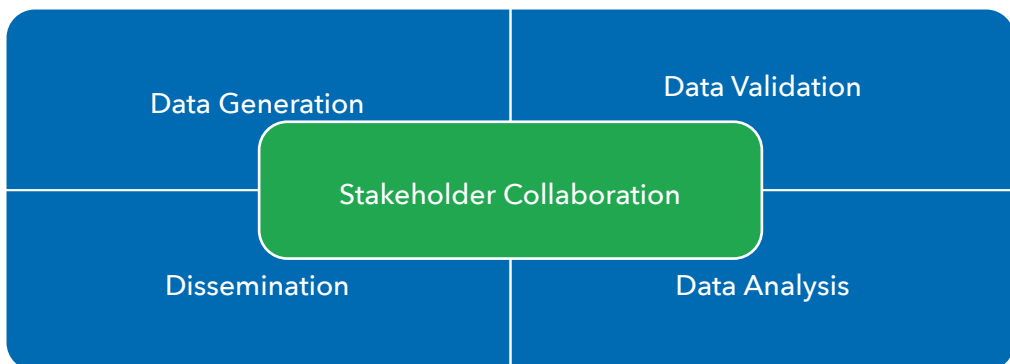 Data Generation
Data Validation
Stakeholder Collaboration
Dissemination
Data Analysis